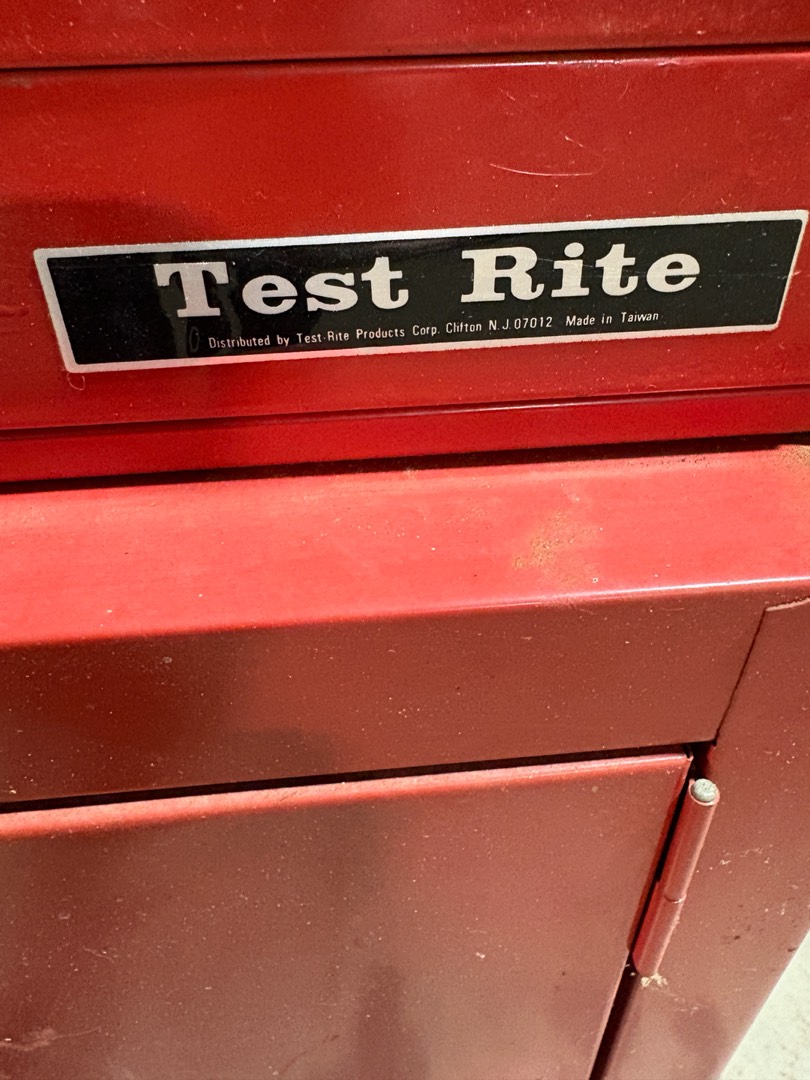 Test Rite
Distributed by Test-Rite Products Corp. Clifton N.J.07012 Made in Taiwan